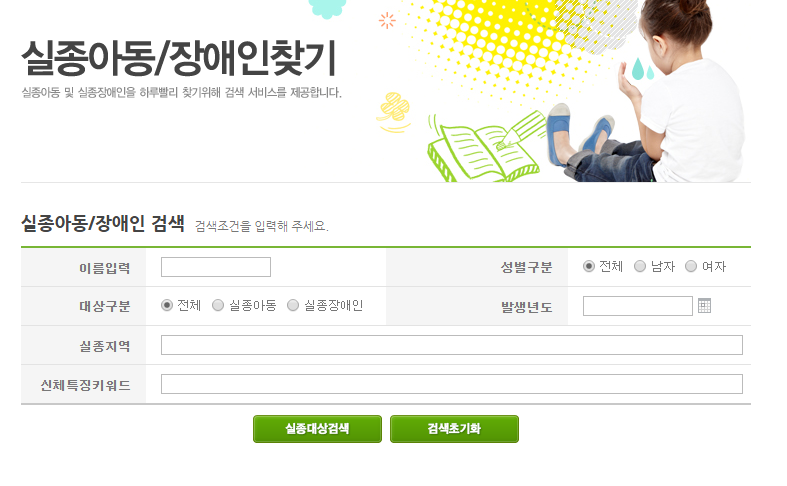 실종아동/장애인찾기
실종아동 및 실종장애인을 하루빨리 찾기위해 검색 서비스를 제공합니다.
실종아동/장애인 검색 검색조건을 입력해 주세요.
이름입력 성별구분 전체 남자 여자
대상구분 전체 실종아동 실종장애인 발생년도
실종지역
신체특징키워드
실종대상검색 검색초기화